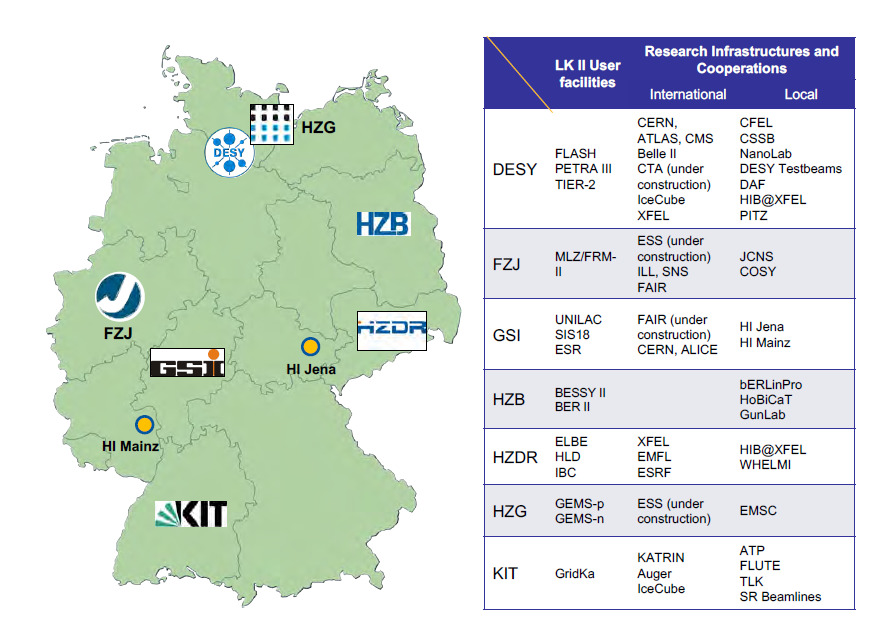 HZG
DESY
HZB
FZJ
HZDR
GSI
HI Jena
HI Mainz
KIT
LK II User
facilities
Research Infrastructures and
Cooperations
International
Local
DESY
FLASH
PETRA III
TIER-2
CERN,
ATLAS, CMS
Belle II
CTA (under
construction)
IceCube
XFEL
CFEL
CSSB
NanoLab
DESY Testbeams
DAF
HIB@XFEL
PITZ
FZJ
MLZ/FRM-
II
ESS (under
construction)
ILL, SNS
FAIR
JCNS
COSY
GSI
UNILAC
SIS18
ESR
FAIR (under
construction)
CERN, ALICE
HI Jena
HI Mainz
HZB
BESSY II
BER II
bERLinPro
HoBiCaT
GunLab
HZDR
ELBE
HLD
IBC
XFEL
EMFL
ESRF
HIB@XFEL
WHELMI
HZG
GEMS-p
GEMS-n
ESS (under
construction)
EMSC
KIT
GridKa
KATRIN
Auger
IceCube
ATP
FLUTE
TLK
SR Beamlines